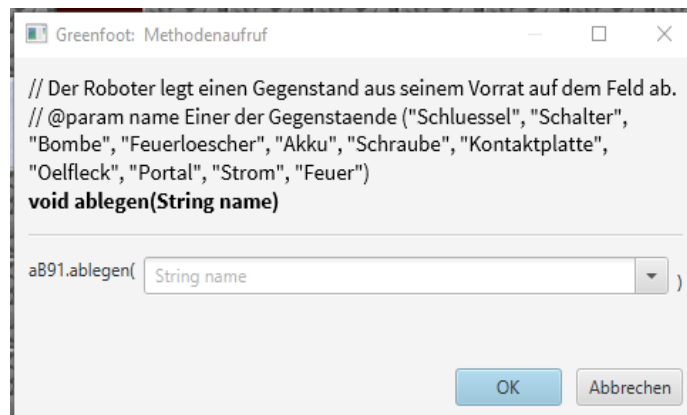 Greenfoot: Methodenaufruf
// Der Roboter legt einen Gegenstand aus seinem Vorrat auf dem Feld ab.
// @param name Einer der Gegenstaende ("Schluessel", "Schalter",
"Bombe", "Feuerloescher", "Akku", "Schraube", "Kontaktplatte",
"Oelfleck", "Portal", "Strom", "Feuer")
void ablegen(String name)
aB91.ablegen( String name )
OK Abbrechen